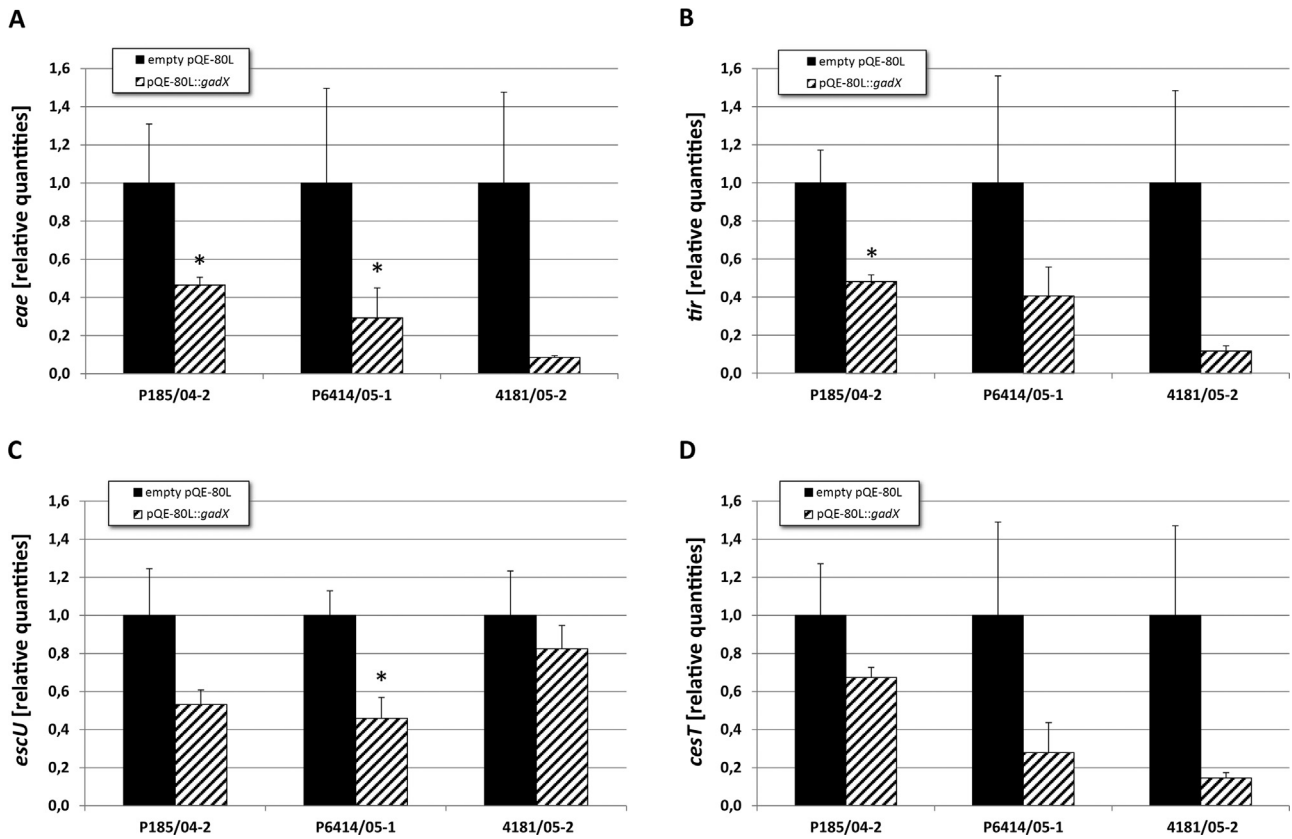 A
empty pQE-80L
pQE-80L::gadX
1,6
1,4
1,2
1,0
0,8
0,6
0,4
0,2
0,0
eae [relative quantities]
*
*
P185/04-2 P6414/05-1 4181/05-2
B
empty pQE-80L
pQE-80L::gadX
1,6
1,4
1,2
1,0
0,8
0,6
0,4
0,2
0,0
tir [relative quantities]
*
P185/04-2 P6414/05-1 4181/05-2
C
empty pQE-80L
pQE-80L::gadX
1,6
1,4
1,2
1,0
0,8
0,6
0,4
0,2
0,0
escU [relative quantities]
*
P185/04-2 P6414/05-1 4181/05-2
D
empty pQE-80L
pQE-80L::gadX
1,6
1,4
1,2
1,0
0,8
0,6
0,4
0,2
0,0
cesT [relative quantities]
P185/04-2 P6414/05-1 4181/05-2